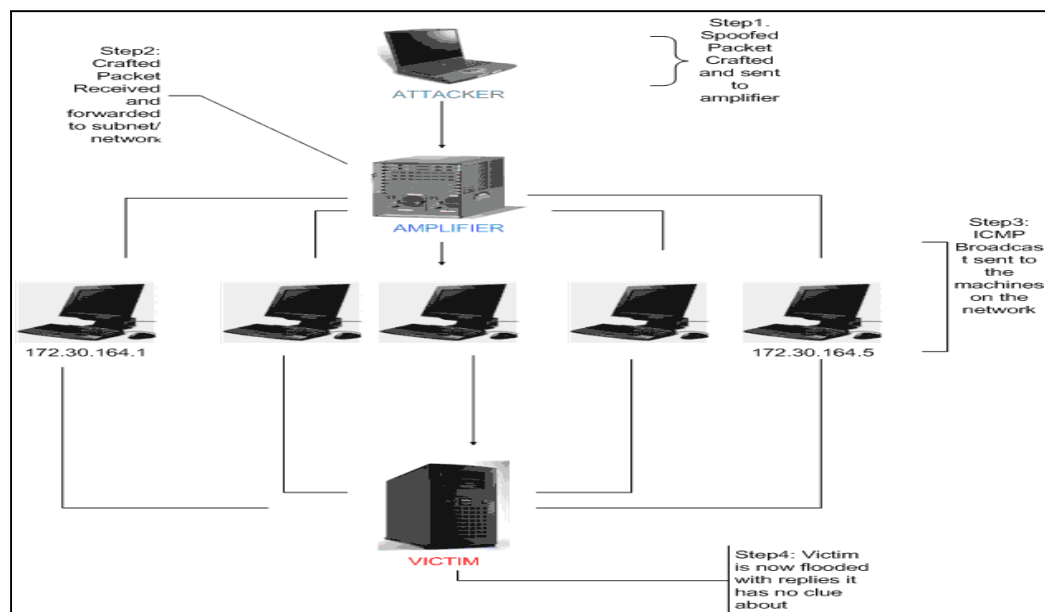 Step1.
Spoofed
Packet
Crafted
and sent
to
amplifier
Step2:
Crafted
Packet
Received
and
forwarded
to subnet/
network
ATTACKER
AMPLIFIER
Step3:
ICMP
Broadcas
t sent to
the
machines
on the
network
172.30.164.1
172.30.164.5
VICTIM
Step4: Victim
is now flooded
with replies it
has no clue
about